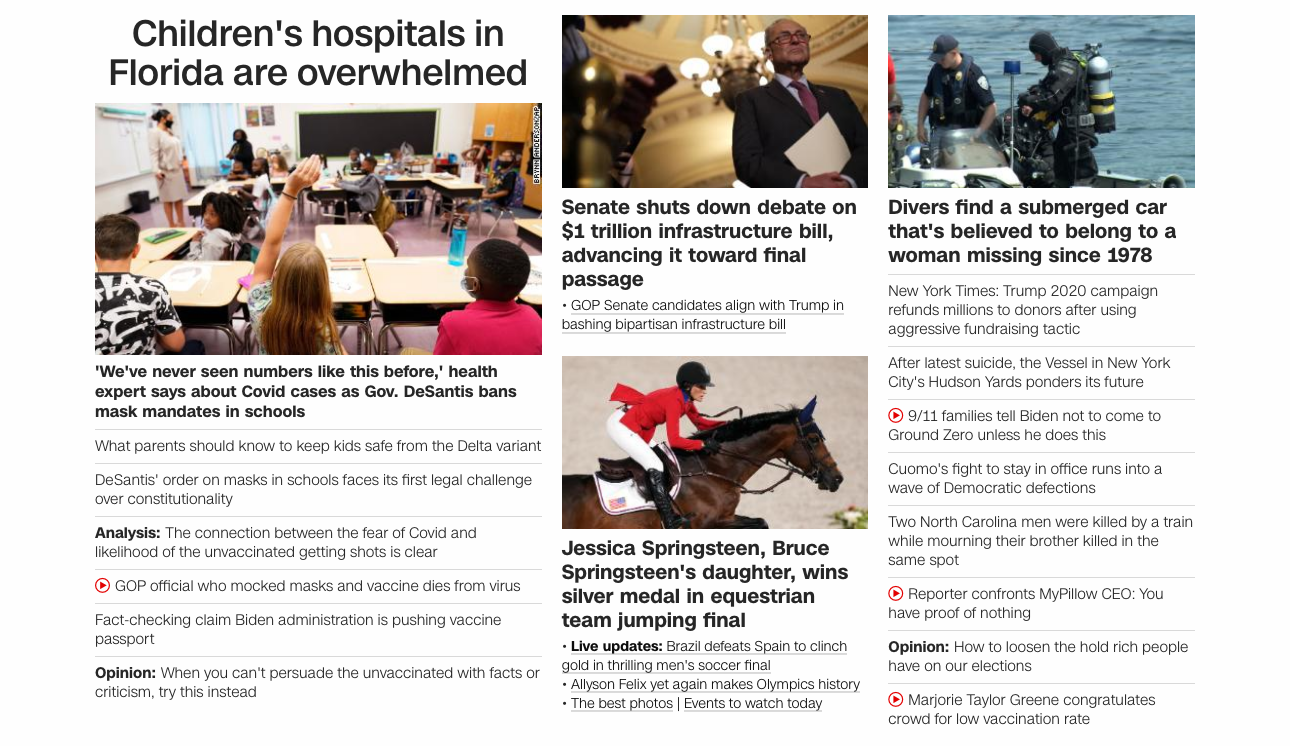 Children's hospitals in
Florida are overwhelmed
BRYNN ANDERSON/AP
'We've never seen numbers like this before,' health
expert says about Covid cases as Gov. DeSantis bans
mask mandates in schools
What parents should know to keep kids safe from the Delta variant
DeSantis' order on masks in schools faces its first legal challenge
over constitutionality
Analysis: The connection between the fear of Covid and
likelihood of the unvaccinated getting shots is clear
GOP official who mocked masks and vaccine dies from virus
Fact-checking claim Biden administration is pushing vaccine
passport
Opinion: When you can't persuade the unvaccinated with facts or
criticism, try this instead
Senate shuts down debate on
$1 trillion infrastructure bill,
advancing it toward final
passage
• GOP Senate candidates align with Trump in
bashing bipartisan infrastructure bill
Jessica Springsteen, Bruce
Springsteen's daughter, wins
silver medal in equestrian
team jumping final
• Live updates: Brazil defeats Spain to clinch
gold in thrilling men's soccer final
• Allyson Felix yet again makes Olympics history
• The best photos | Events to watch today
Divers find a submerged car
that's believed to belong to a
woman missing since 1978
New York Times: Trump 2020 campaign
refunds millions to donors after using
aggressive fundraising tactic
After latest suicide, the Vessel in New York
City's Hudson Yards ponders its future
9/11 families tell Biden not to come to
Ground Zero unless he does this
Cuomo's fight to stay in office runs into a
wave of Democratic defections
Two North Carolina men were killed by a train
while mourning their brother killed in the
same spot
Reporter confronts MyPillow CEO: You
have proof of nothing
Opinion: How to loosen the hold rich people
have on our elections
Marjorie Taylor Greene congratulates
crowd for low vaccination rate